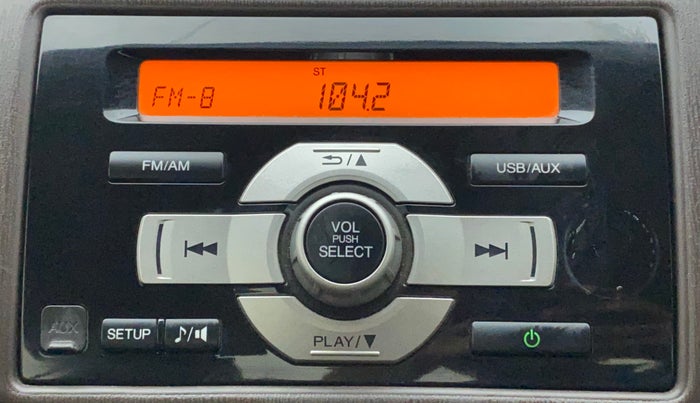 ST
FM-8 104.2
FM/AM
⮌/▲
USB/AUX
VOL
PUSH
SELECT
AUX
SETUP
♪/🔇
PLAY/▼